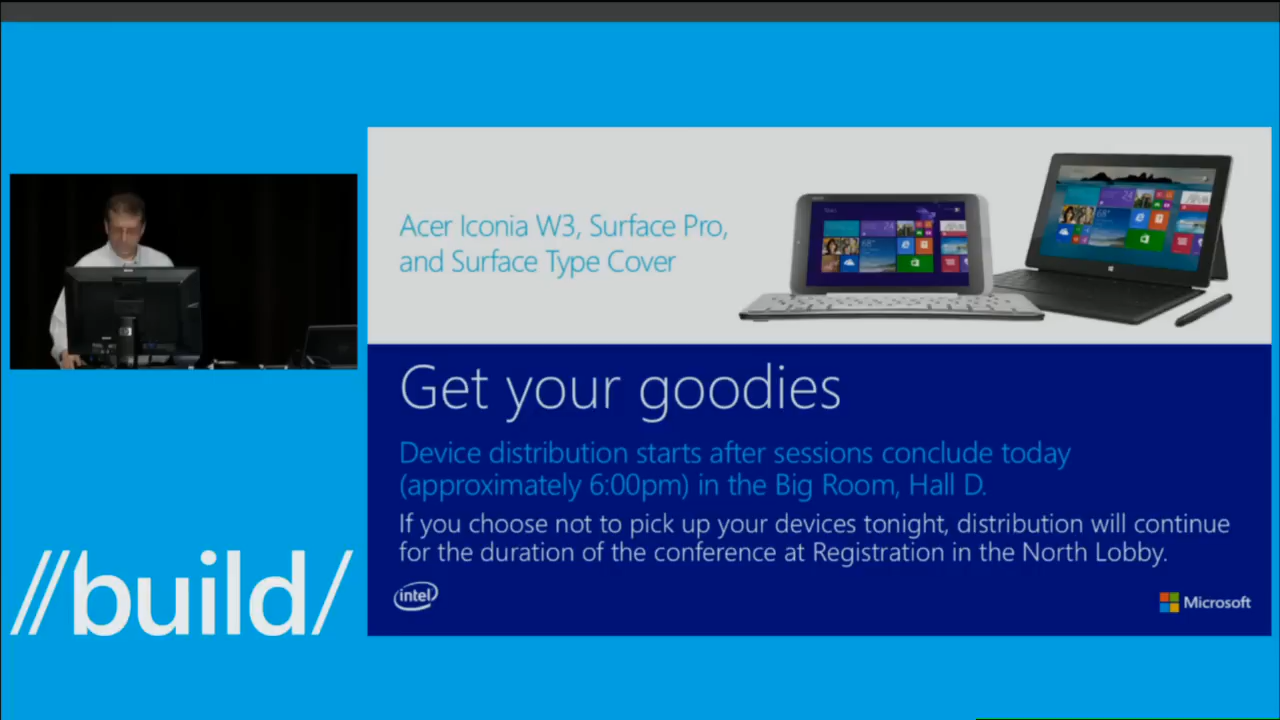 Acer Iconia W3, Surface Pro,
and Surface Type Cover
Get your goodies
Device distribution starts after sessions conclude today
(approximately 6:00pm) in the Big Room, Hall D.
If you choose not to pick up your devices tonight, distribution will continue
for the duration of the conference at Registration in the North Lobby.
intel
Microsoft
//build/